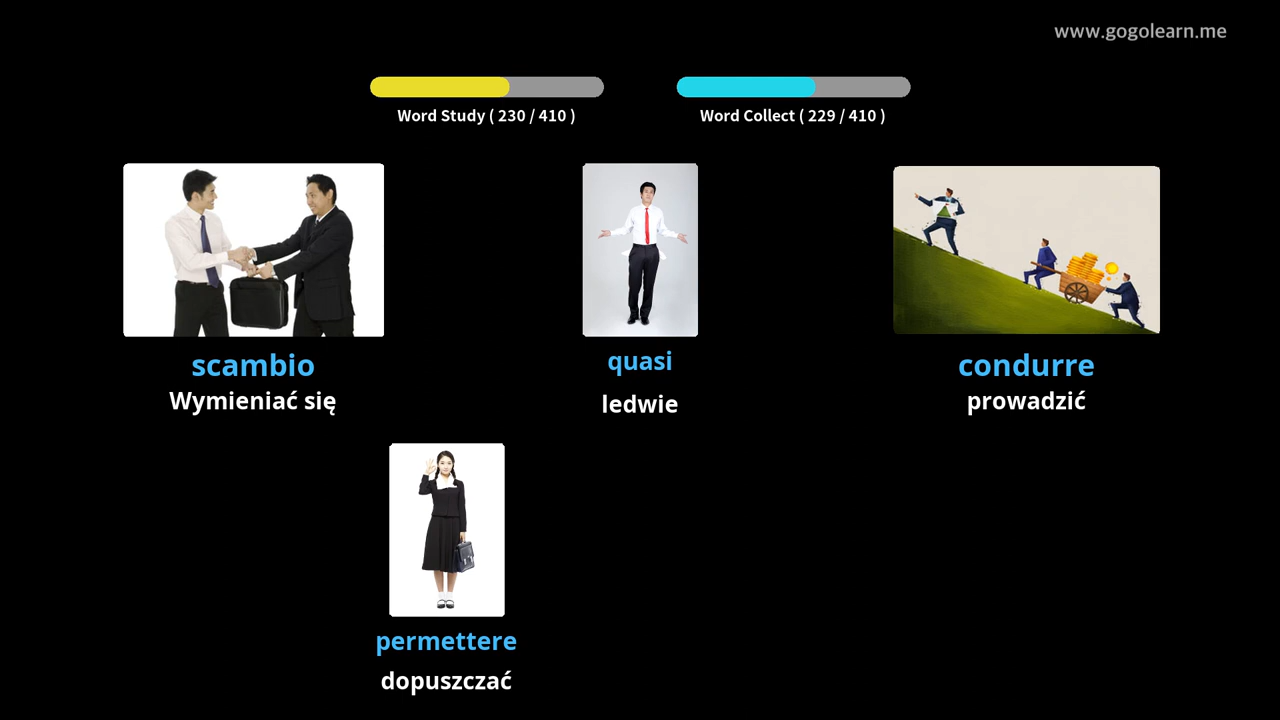 www.gogolearn.me
Word Study ( 230 / 410 )
Word Collect ( 229 / 410 )
scambio
Wymieniać się
quasi
ledwie
condurre
prowadzić
permettere
dopuszczać